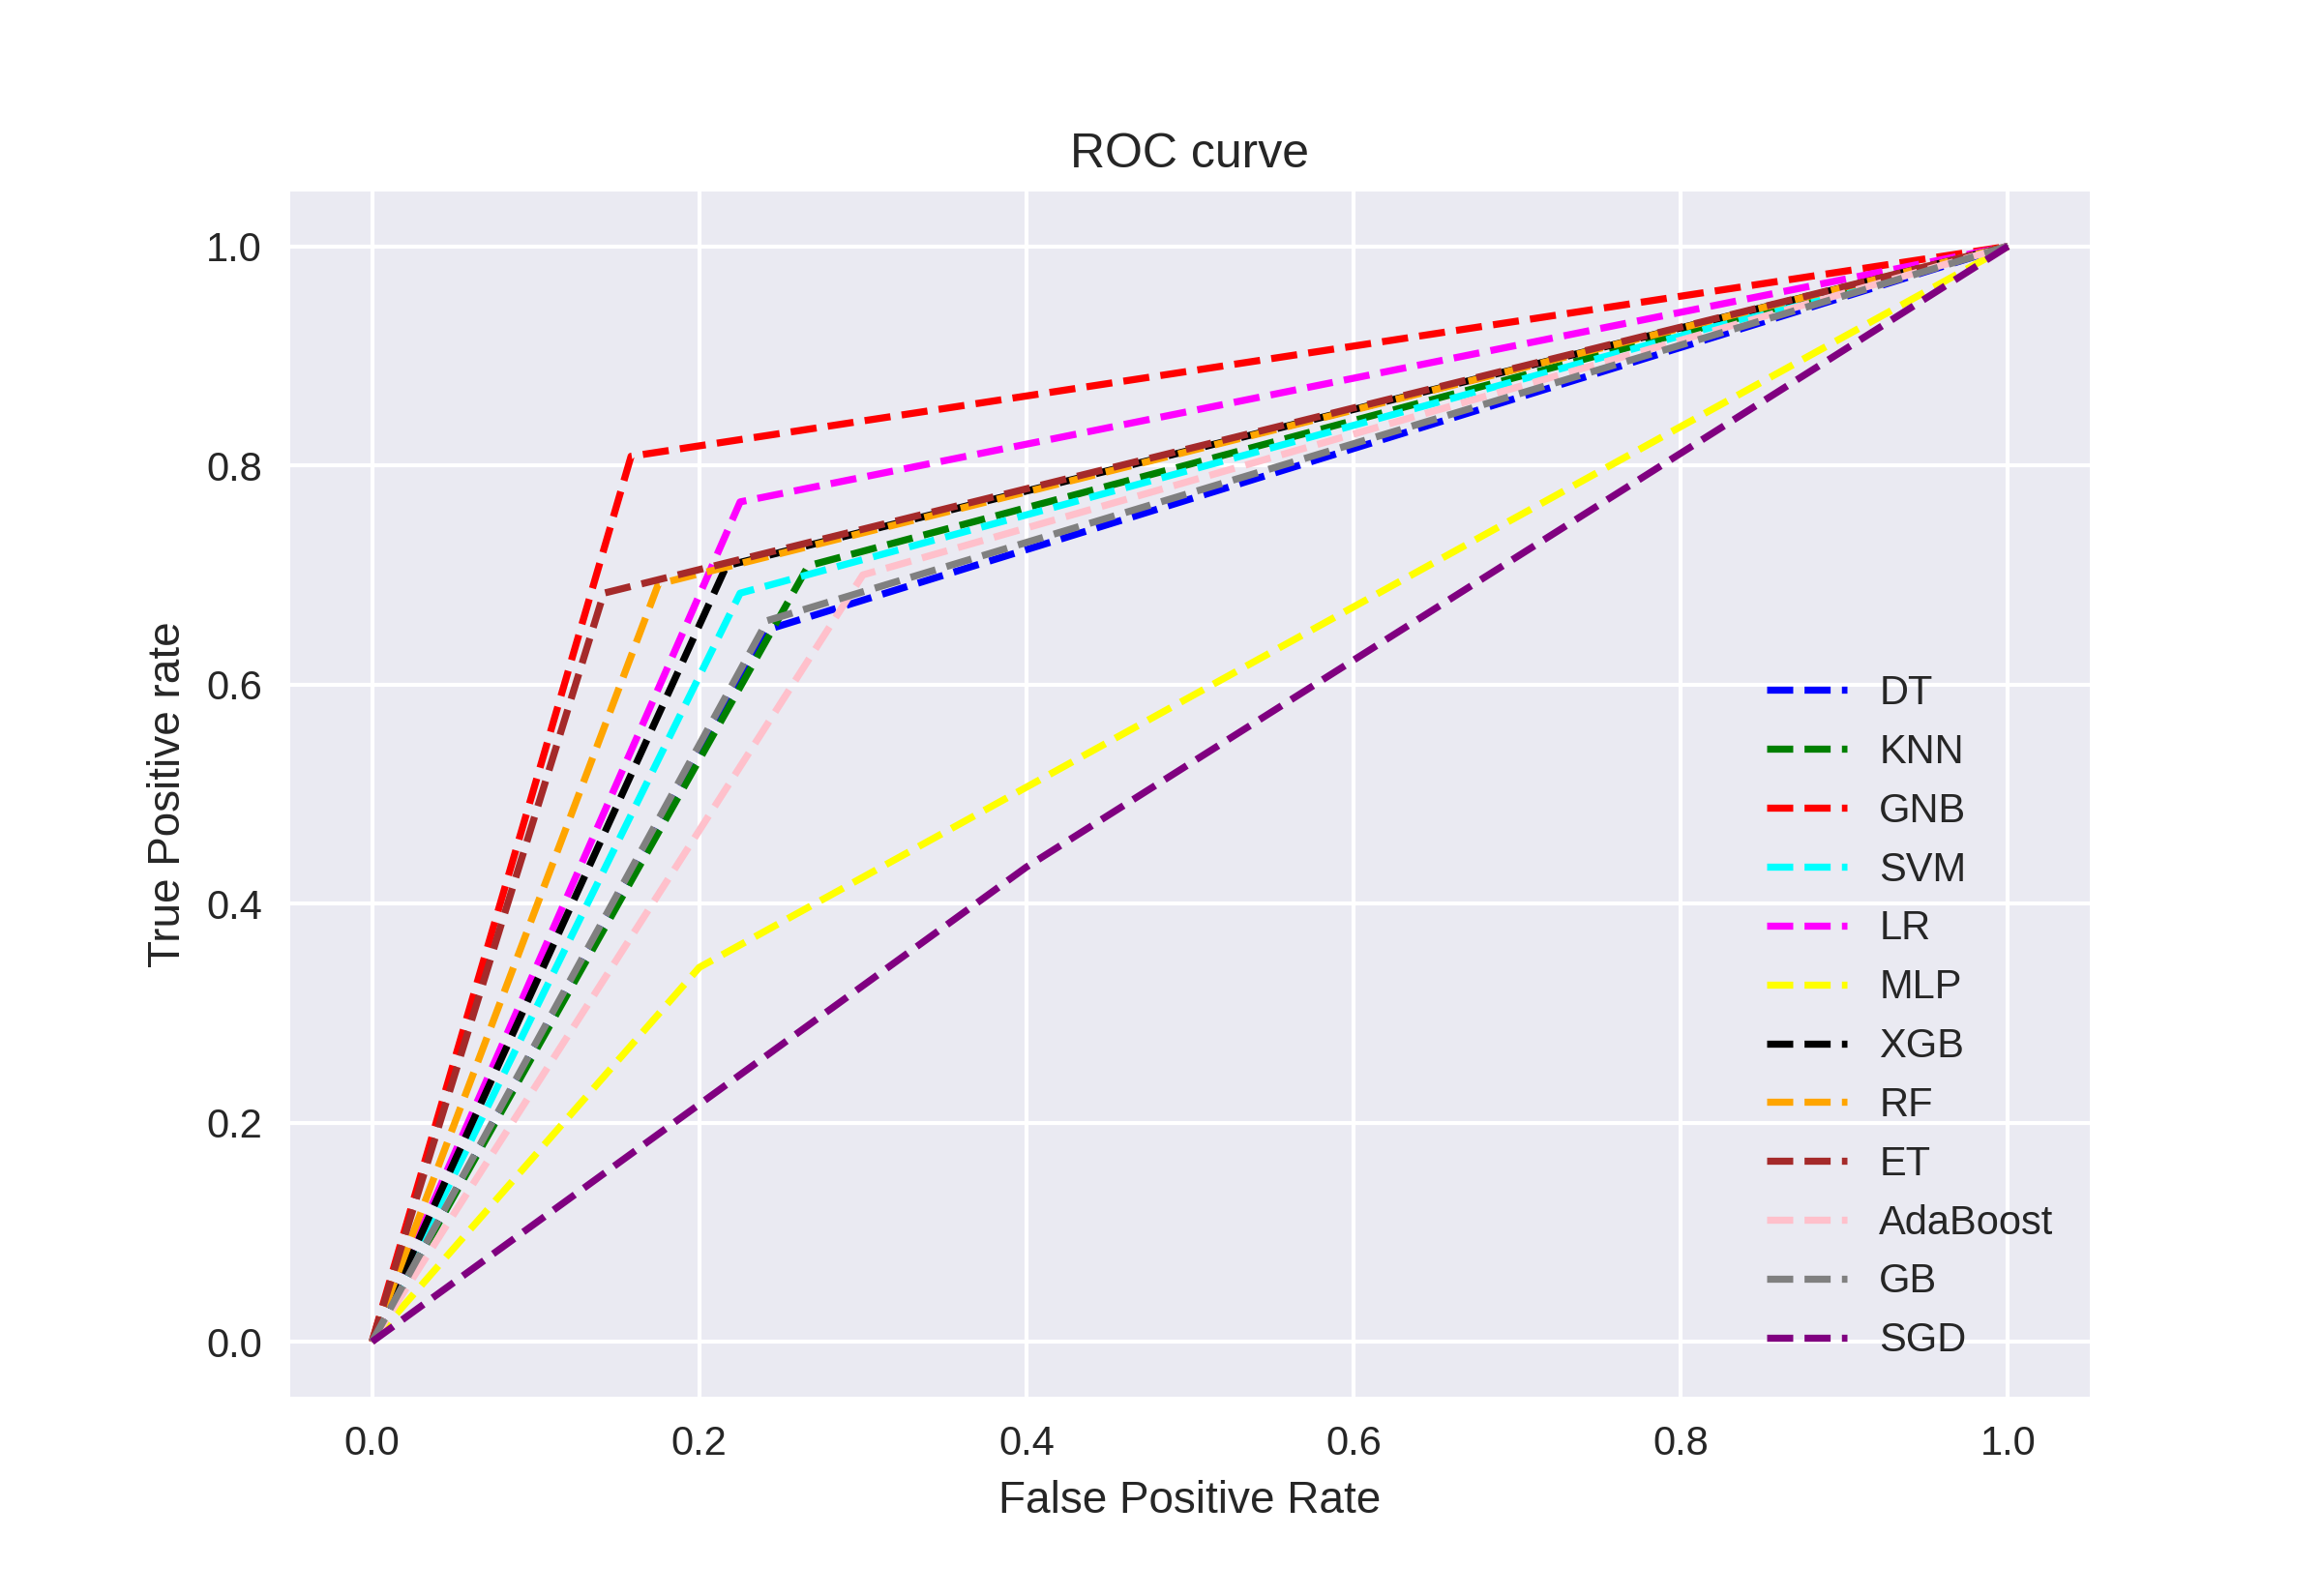 ROC curve
True Positive rate
1.0
0.8
0.6
0.4
0.2
0.0
DT
KNN
GNB
SVM
LR
MLP
XGB
RF
ET
AdaBoost
GB
SGD
0.0 0.2 0.4 0.6 0.8 1.0
False Positive Rate